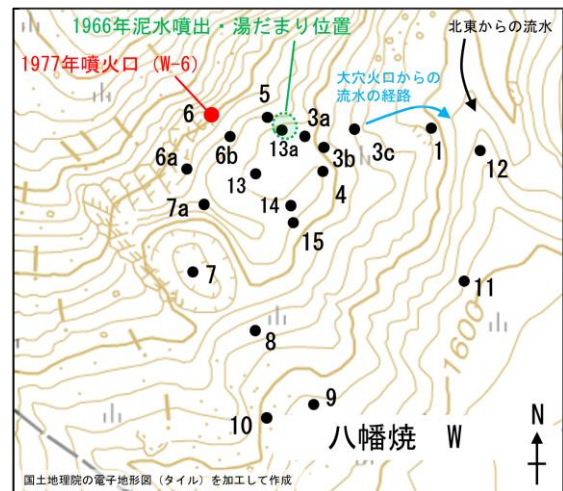 1966年泥水噴出・湯だまり位置
1977年噴火口 (W-6)
北東からの流水
大穴火口からの
流水の経路
5
6
3a
13a
6b
3b
3c
1
12
6a
13
4
7a
14
15
7
11
8
1600
9
10
八幡焼 W
N
国土地理院の電子地形図(タイル)を加工して作成